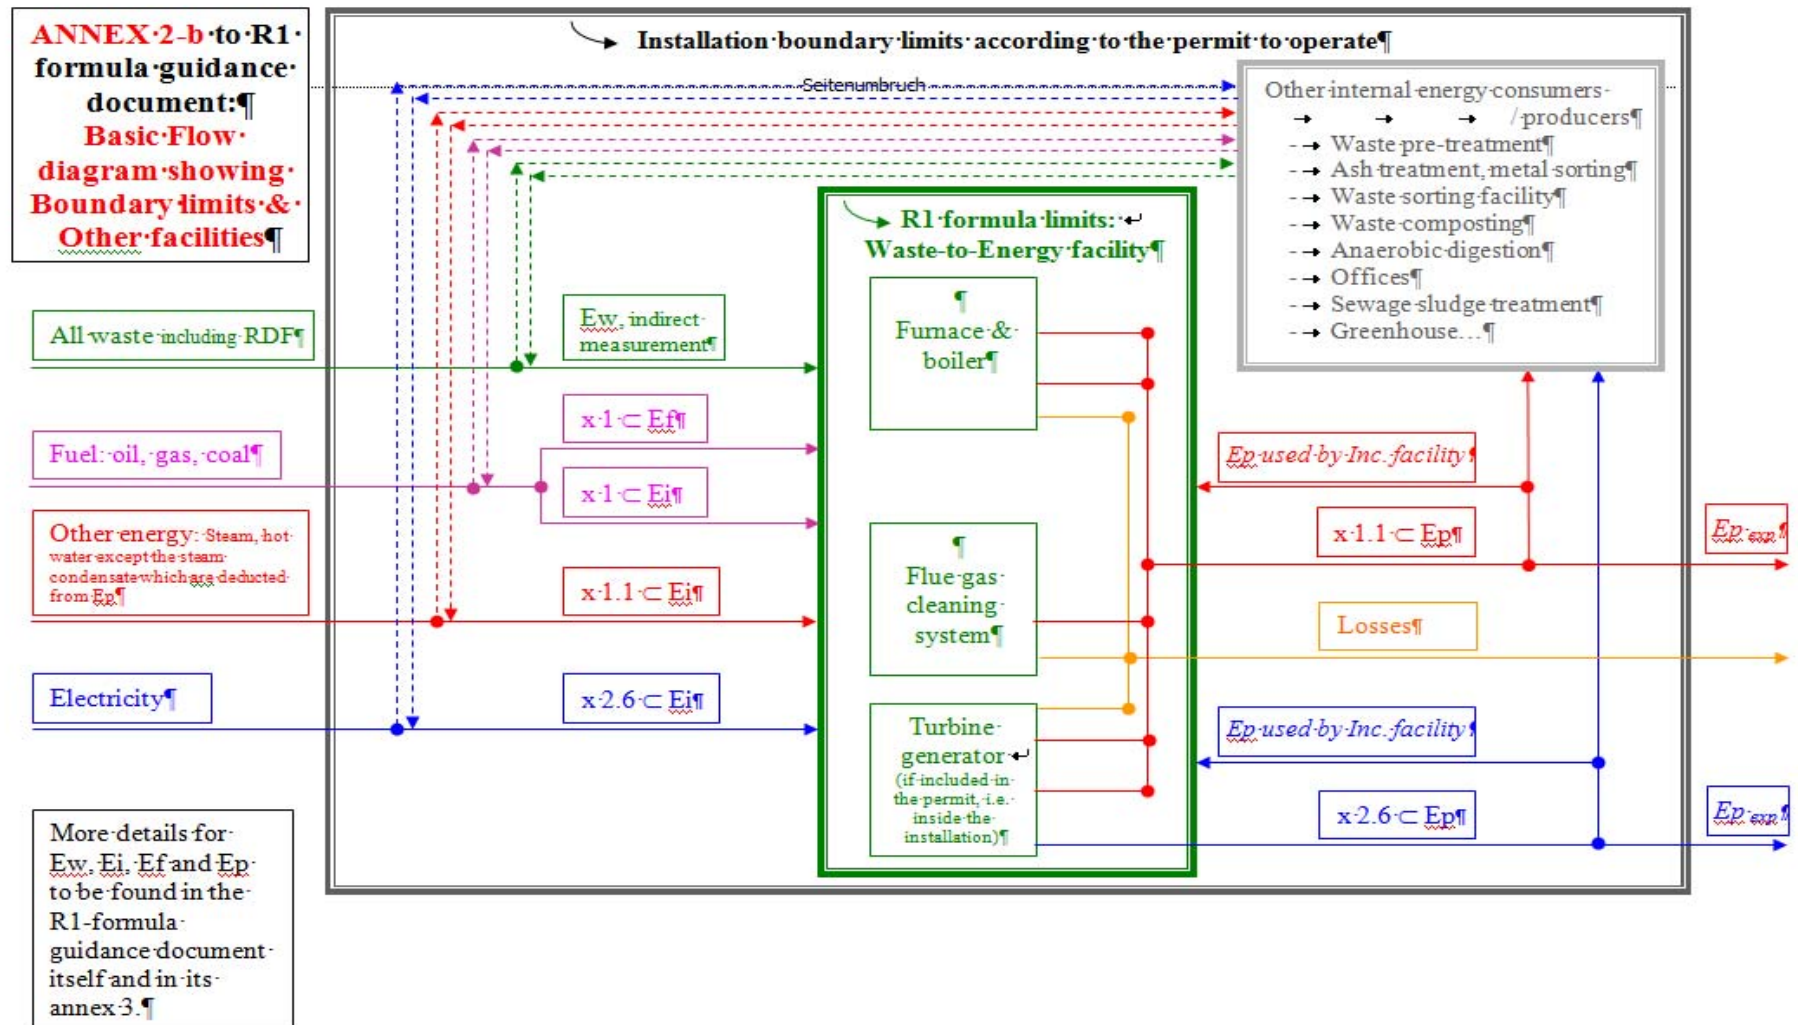 ANNEX 2-b to R1
formula guidance
document:¶
Basic Flow
diagram showing
Boundary limits &
Other facilities¶
Installation boundary limits according to the permit to operate¶
Seitenumbruch
Other internal energy consumers
/ producers¶
Waste pre-treatment¶
Ash treatment, metal sorting¶
Waste sorting facility¶
Waste composting¶
Anaerobic digestion¶
Offices¶
Sewage sludge treatment¶
Greenhouse…¶
R1 formula limits:
Waste-to-Energy facility¶
All waste including RDF¶
Ew, indirect
measurement¶
¶
Furnace &
boiler¶
Fuel: oil, gas, coal¶
x 1 ⊂ Ef¶
x 1 ⊂ Ei¶
Ep used by Inc. facility¶
Other energy: Steam, hot
water except the steam
condensate which are deducted
from Ep¶
x 1.1 ⊂ Ei¶
¶
Flue gas
cleaning
system¶
x 1.1 ⊂ Ep¶
Ep exp¶
Losses¶
Electricity¶
x 2.6 ⊂ Ei¶
Turbine
generator
(if included in
the permit, i.e.
inside the
installation)¶
Ep used by Inc. facility¶
x 2.6 ⊂ Ep¶
Ep exp¶
More details for
Ew, Ei, Ef and Ep
to be found in the
R1-formula
guidance document
itself and in its
annex 3.¶